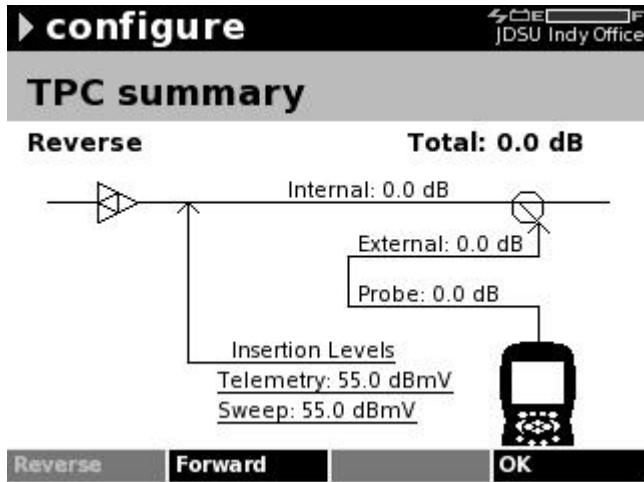 configure
E F
JDSU Indy Office
TPC summary
Reverse Total: 0.0 dB
Internal: 0.0 dB
External: 0.0 dB
Probe: 0.0 dB
Insertion Levels
Telemetry: 55.0 dBmV
Sweep: 55.0 dBmV
Reverse Forward OK